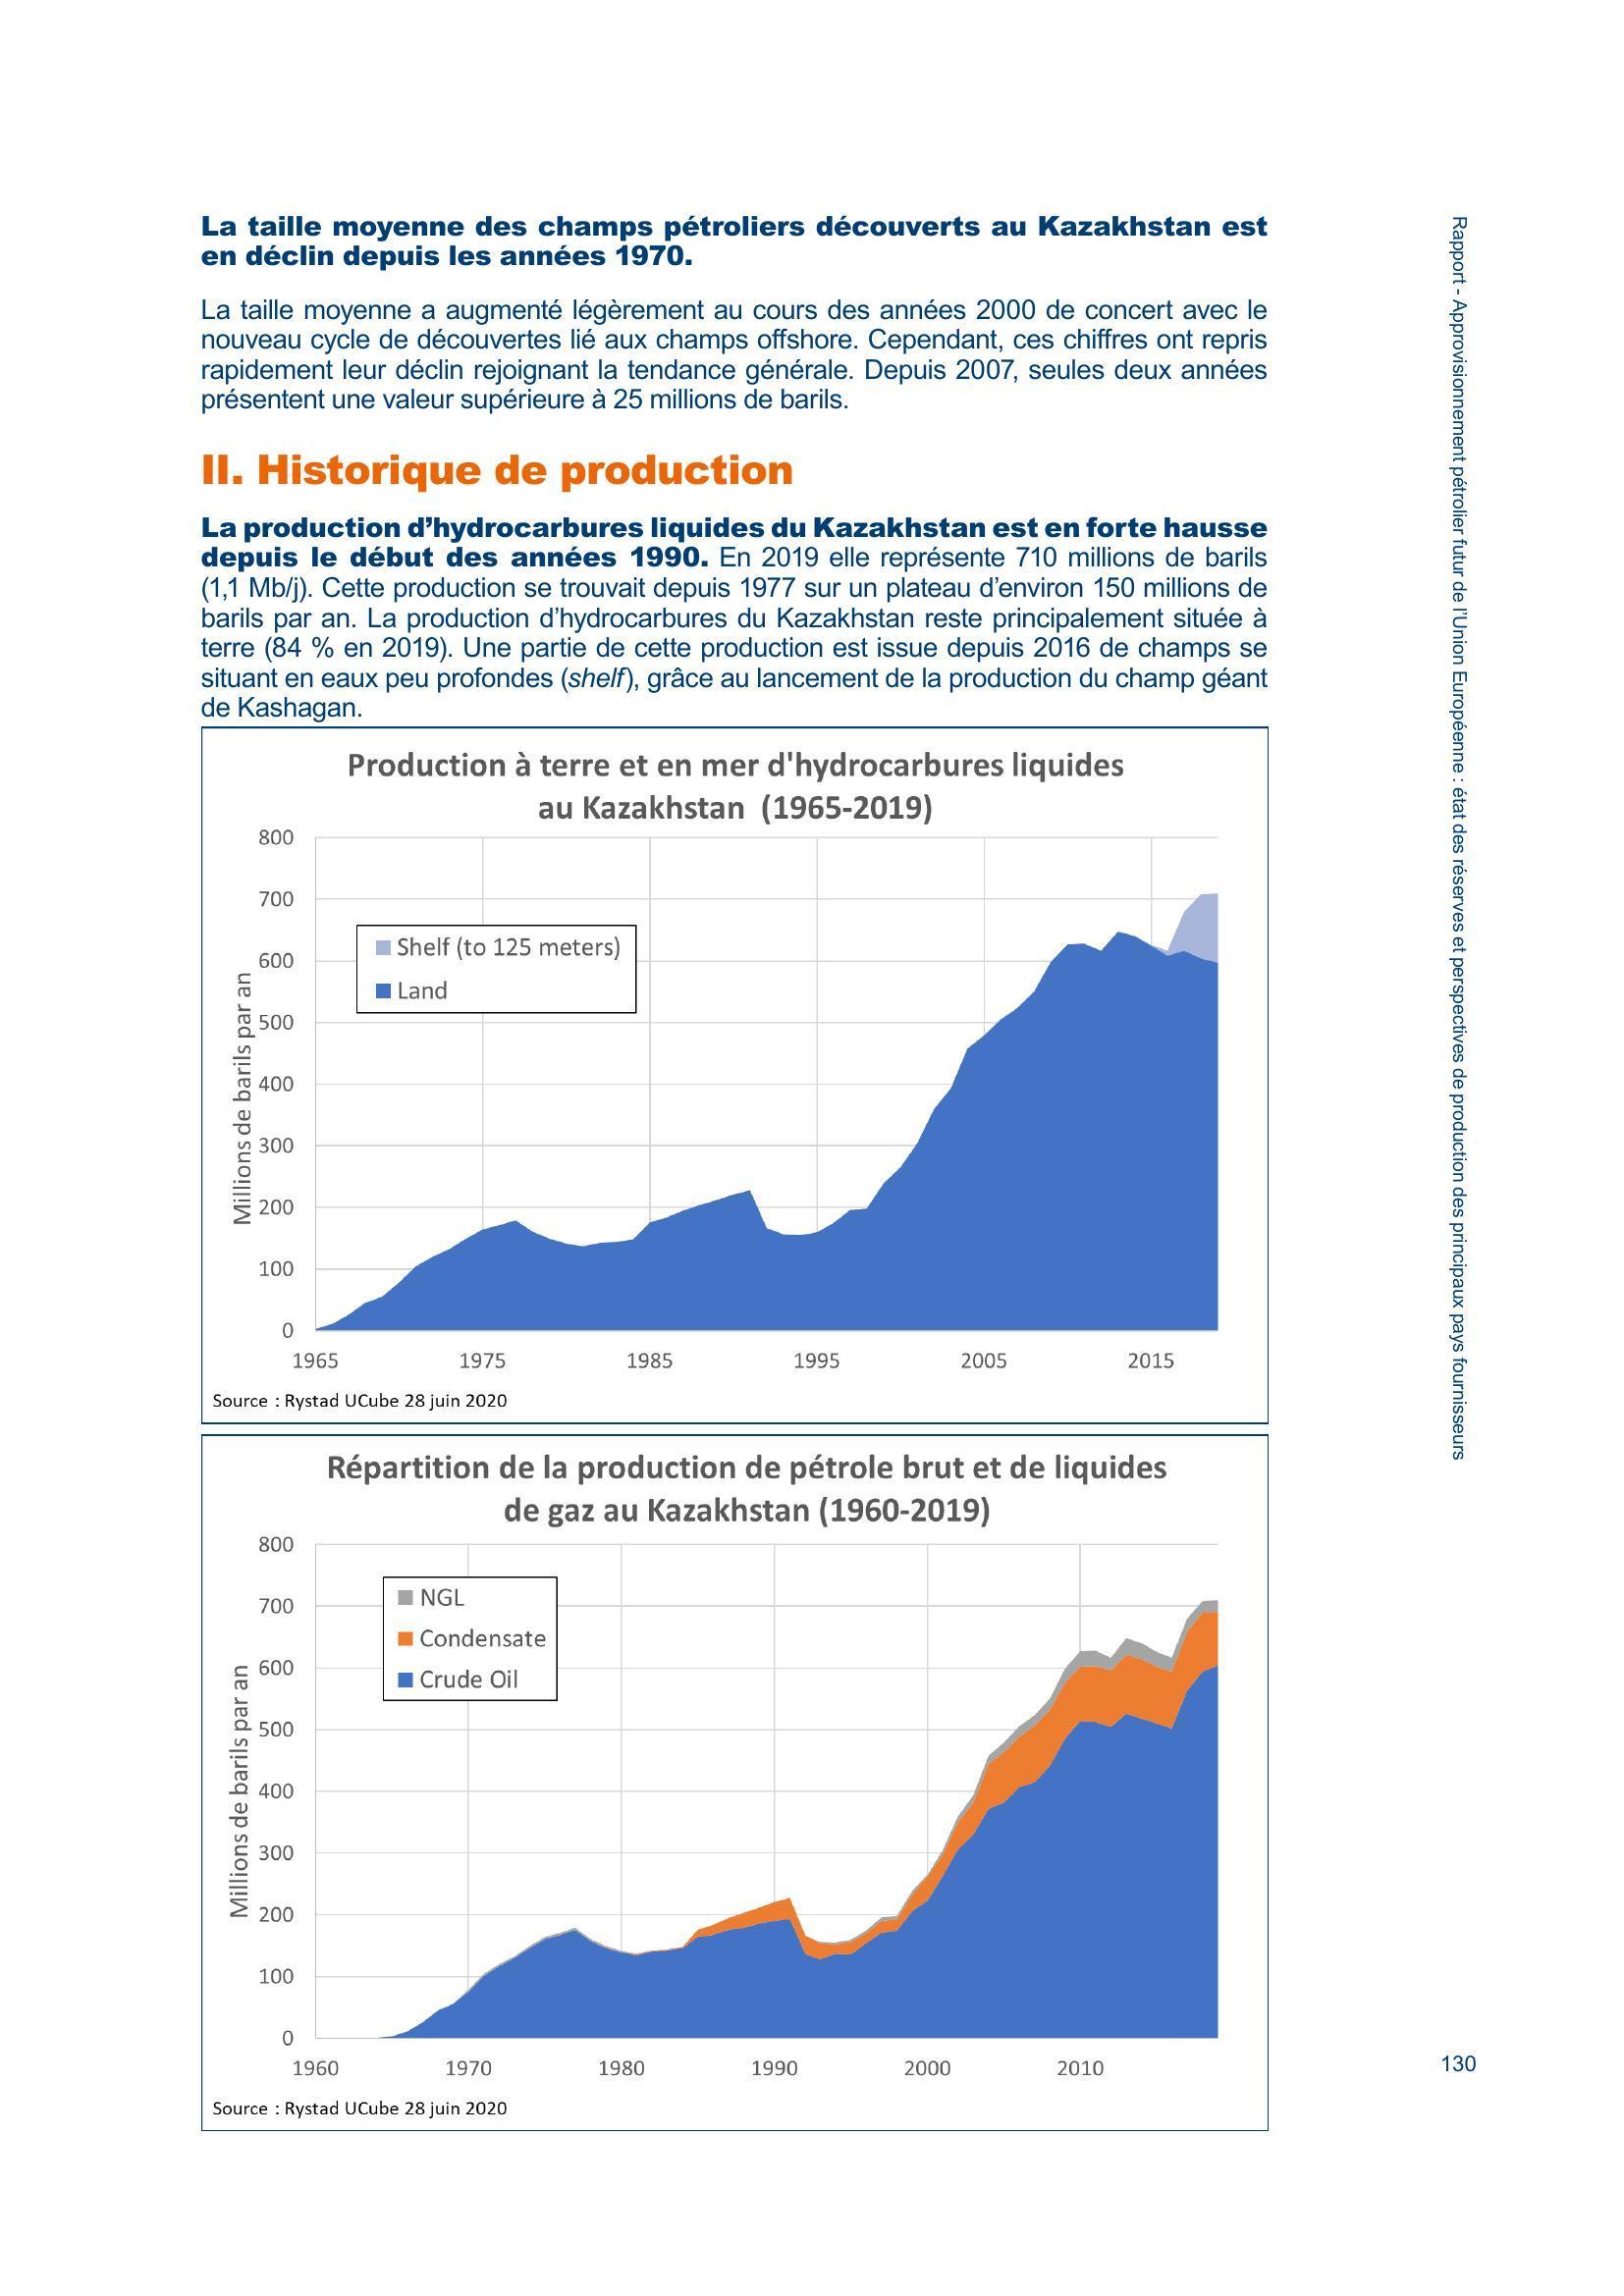 La taille moyenne des champs pétroliers découverts au Kazakhstan est
en déclin depuis les années 1970.
La taille moyenne a augmenté légèrement au cours des années 2000 de concert avec le
nouveau cycle de découvertes lié aux champs offshore. Cependant, ces chiffres ont repris
rapidement leur déclin rejoignant la tendance générale. Depuis 2007, seules deux années
présentent une valeur supérieure à 25 millions de barils.
II. Historique de production
La production d'hydrocarbures liquides du Kazakhstan est en forte hausse
depuis le début des années 1990. En 2019 elle représente 710 millions de barils
(1,1 Mb/j). Cette production se trouvait depuis 1977 sur un plateau d'environ 150 millions de
barils par an. La production d'hydrocarbures du Kazakhstan reste principalement située à
terre (84 % en 2019). Une partie de cette production est issue depuis 2016 de champs se
situant en eaux peu profondes (shelf), grâce au lancement de la production du champ géant
de Kashagan.
Production à terre et en mer d'hydrocarbures liquides
au Kazakhstan (1965-2019)
800
700
600
500
400
300
200
100
0
Millions de barils par an
Shelf (to 125 meters)
Land
1965 1975 1985 1995 2005 2015
Source : Rystad UCube 28 juin 2020
Répartition de la production de pétrole brut et de liquides
de gaz au Kazakhstan (1960-2019)
800
700
600
500
400
300
200
100
0
Millions de barils par an
NGL
Condensate
Crude Oil
1960 1970 1980 1990 2000 2010
Source : Rystad UCube 28 juin 2020
Rapport - Approvisionnement pétrolier futur de l'Union Européenne : état des réserves et perspectives de production des principaux pays fournisseurs
130